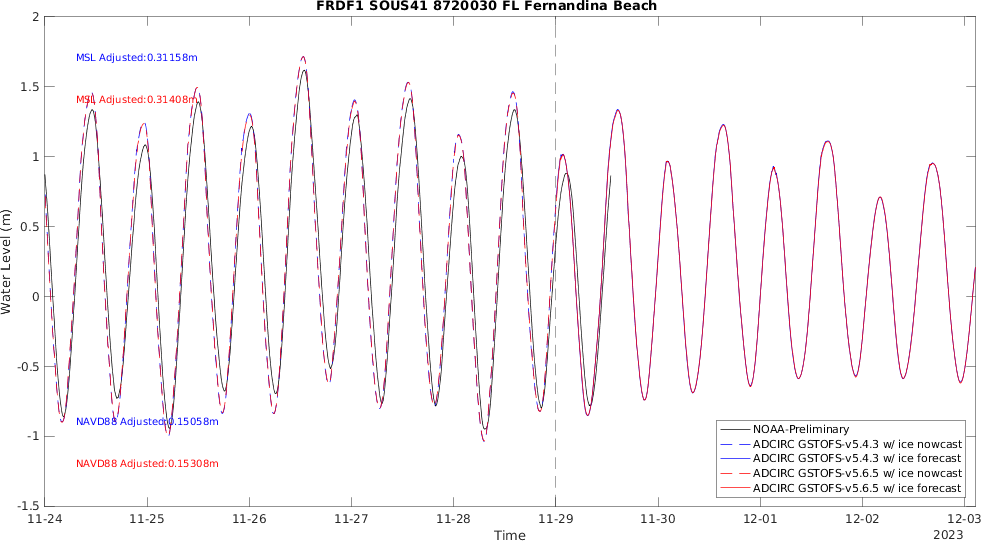 FRDF1 SOUS41 8720030 FL Fernandina Beach
2
1.5
1
0.5
0
-0.5
-1
-1.5
Water Level (m)
MSL Adjusted:0.31158m
MSL Adjusted:0.31408m
NAVD88 Adjusted:0.15058m
NAVD88 Adjusted:0.15308m
NOAA-Preliminary
ADCIRC GSTOFS-v5.4.3 w/ ice nowcast
ADCIRC GSTOFS-v5.4.3 w/ ice forecast
ADCIRC GSTOFS-v5.6.5 w/ ice nowcast
ADCIRC GSTOFS-v5.6.5 w/ ice forecast
11-24 11-25 11-26 11-27 11-28 11-29 11-30 12-01 12-02 12-03
Time
2023